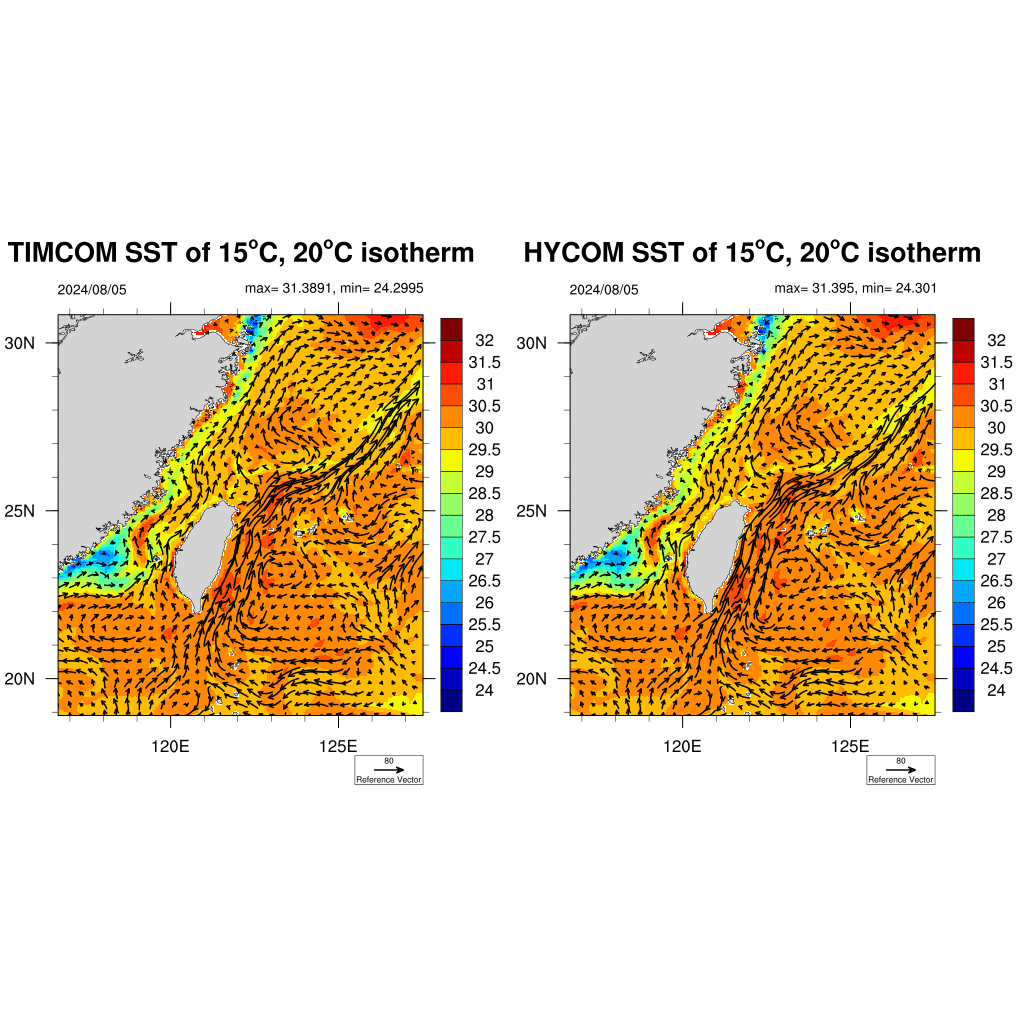 TIMCOM SST of 15°C, 20°C isotherm
2024/08/05
max= 31.3891, min= 24.2995
30N
25N
20N
120E
125E
32
31.5
31
30.5
30
29.5
29
28.5
28
27.5
27
26.5
26
25.5
25
24.5
24
80
Reference Vector
HYCOM SST of 15°C, 20°C isotherm
2024/08/05
max= 31.395, min= 24.301
30N
25N
20N
120E
125E
32
31.5
31
30.5
30
29.5
29
28.5
28
27.5
27
26.5
26
25.5
25
24.5
24
80
Reference Vector